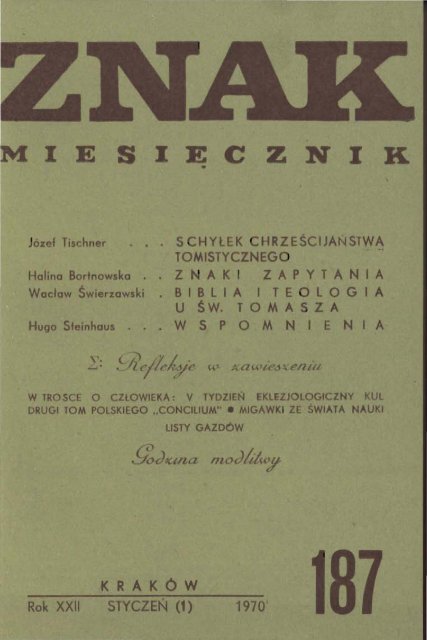 ZNAK
MIESIĘCZNIK
Józef Tischner . . . SCHYŁEK CHRZEŚCIJAŃSTWA
TOMISTYCZNEGO
Halina Bortnowska . . ZNAKI ZAPYTANIA
Wacław Świerzawski . BIBLIA I TEOLOGIA
U ŚW. TOMASZA
Hugo Steinhaus . . . WSPOMNIENIA
Σ: Refleksje w zawieszeniu
W TROSCE O CZŁOWIEKA: V TYDZIEŃ EKLEZJOLOGICZNY KUL
DRUGI TOM POLSKIEGO „CONCILIUM" ● MIGAWKI ZE ŚWIATA NAUKI
LISTY GAZDÓW
Godzina modlitwy
KRAKÓW
Rok XXII STYCZEŃ (1) 1970
187